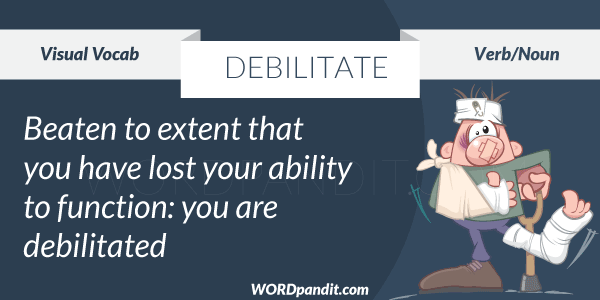 Visual Vocab
DEBILITATE
Verb/Noun
Beaten to extent that
you have lost your ability
to function: you are
debilitated
WORDPANDIT
WORDpandit.com